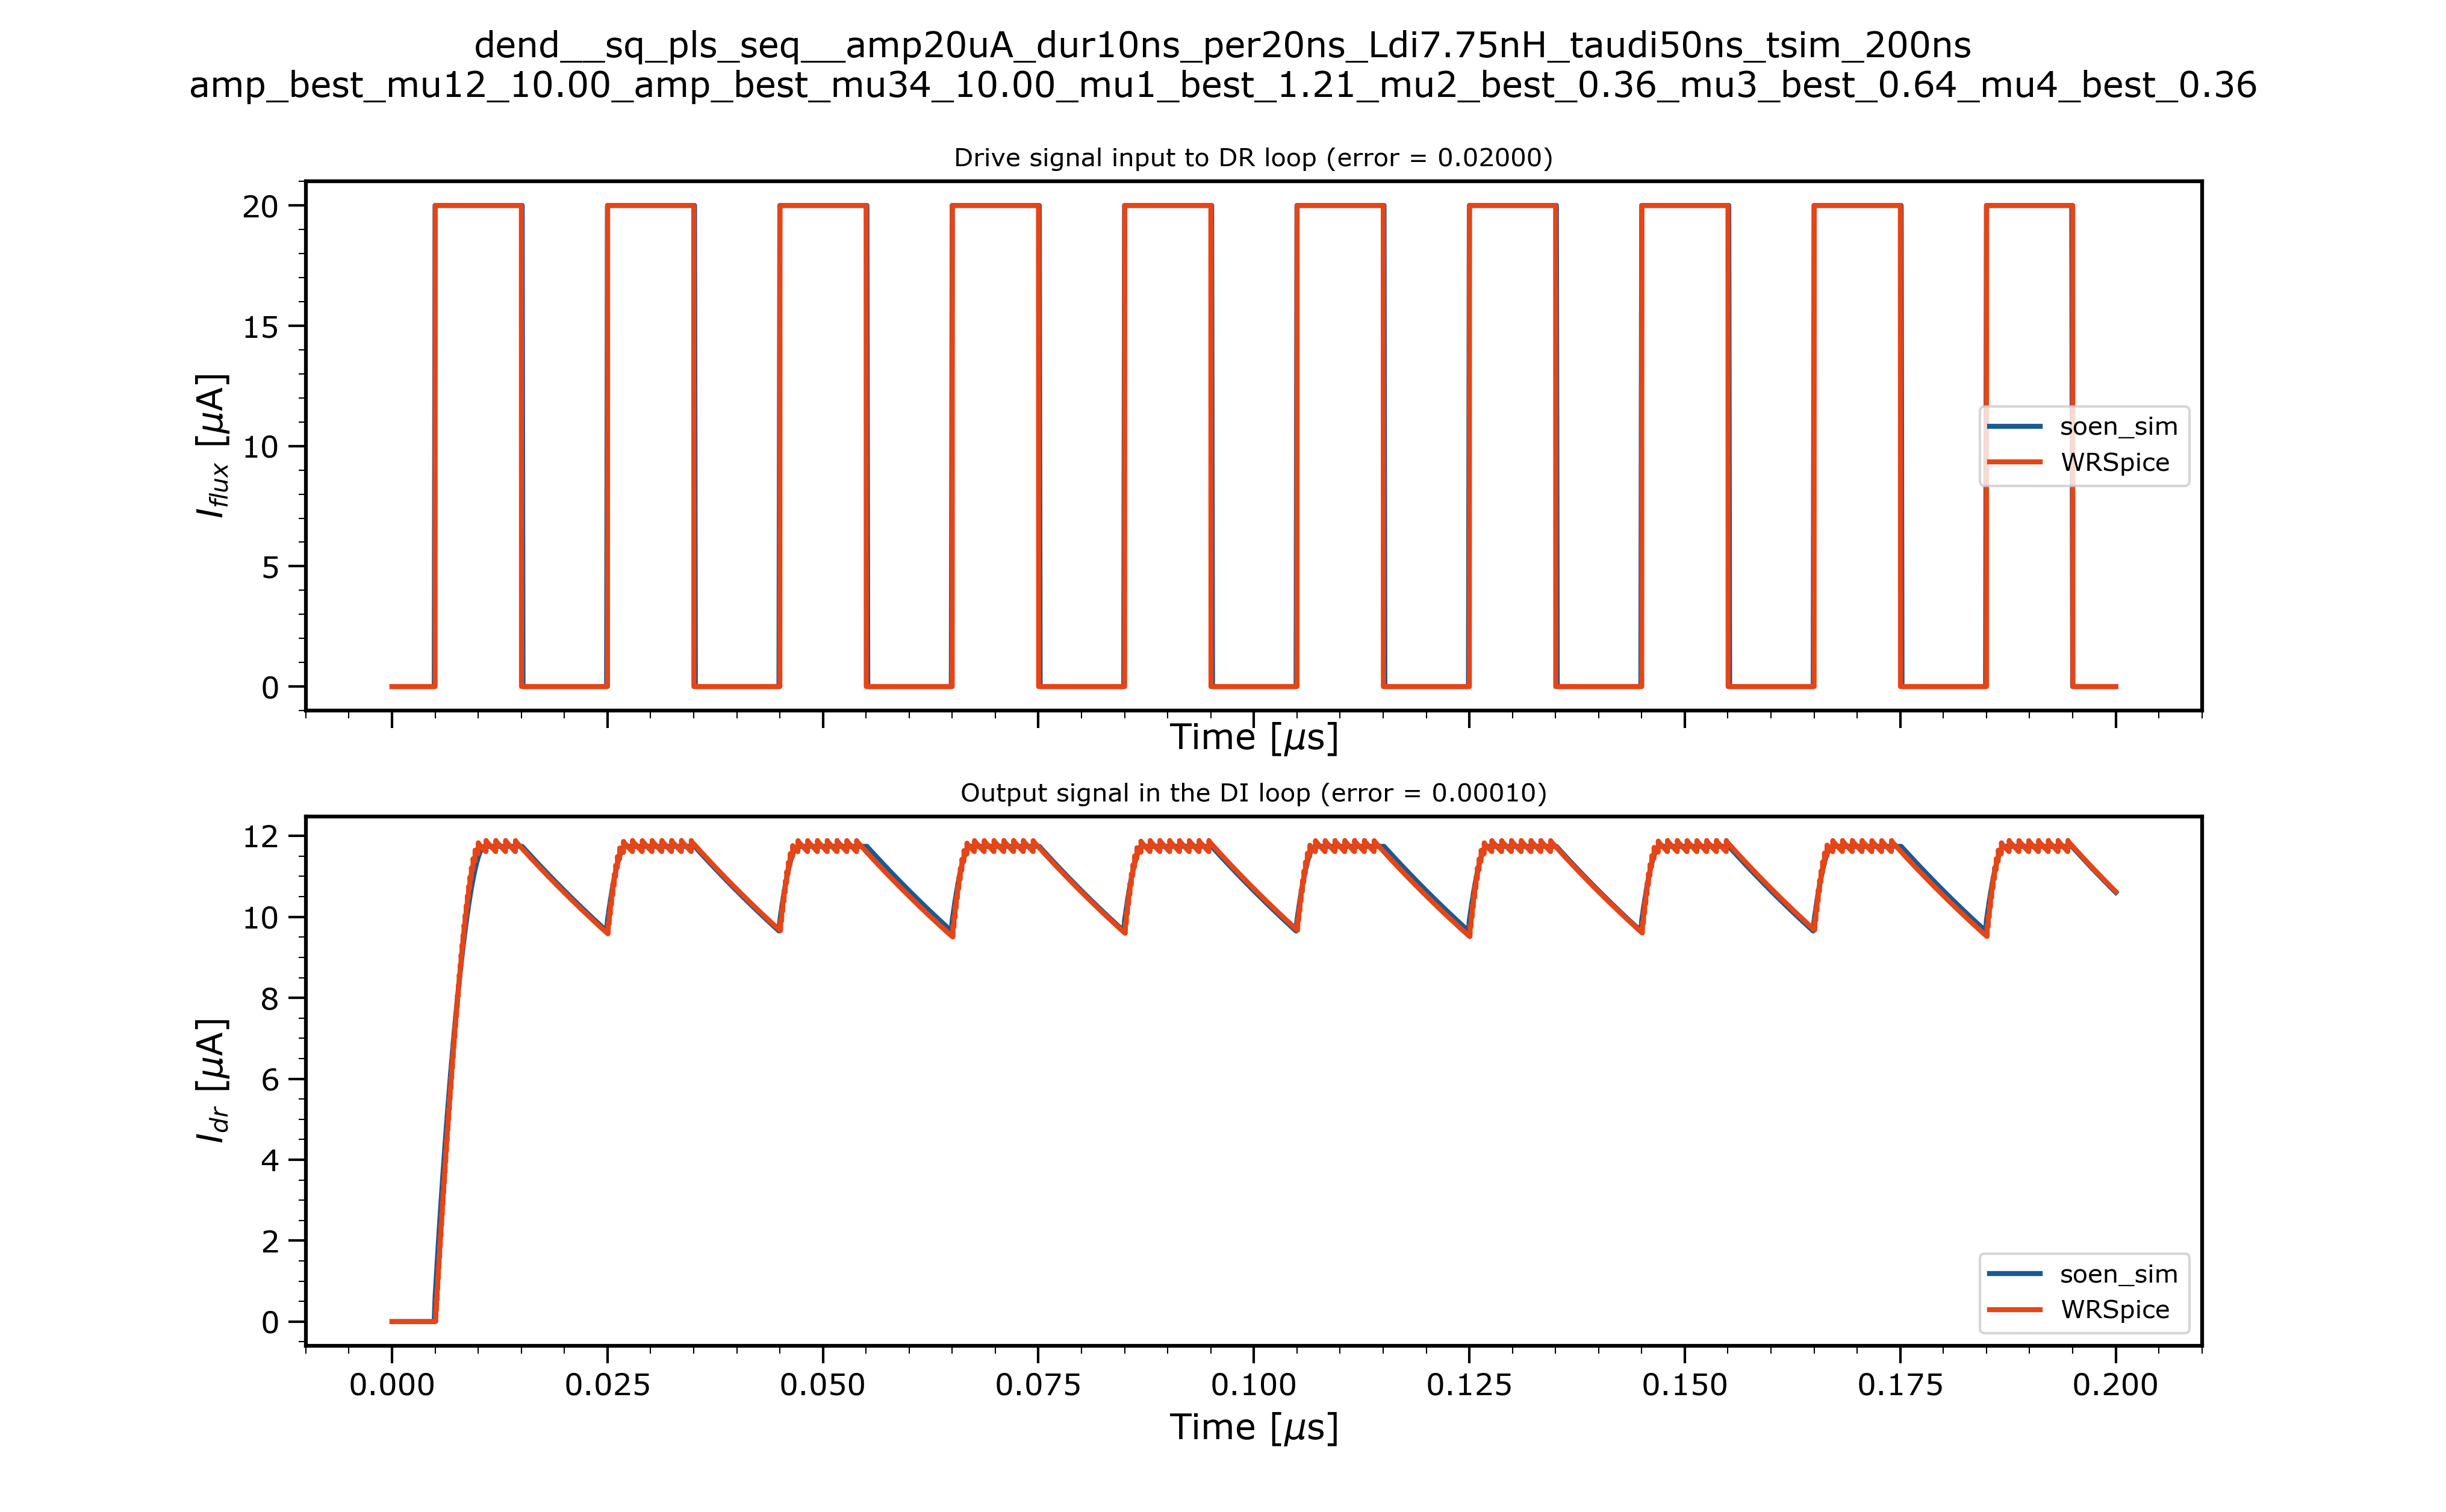 dend__sq_pls_seq__amp20uA_dur10ns_per20ns_Ldi7.75nH_taudi50ns_tsim_200ns
amp_best_mu12_10.00_amp_best_mu34_10.00_mu1_best_1.21_mu2_best_0.36_mu3_best_0.64_mu4_best_0.36
Drive signal input to DR loop (error = 0.02000)
20
15
10
5
0
I_flux [μA]
soen_sim
WRSpice
Time [μs]
Output signal in the DI loop (error = 0.00010)
12
10
8
6
4
2
0
I_dr [μA]
soen_sim
WRSpice
0.000 0.025 0.050 0.075 0.100 0.125 0.150 0.175 0.200
Time [μs]